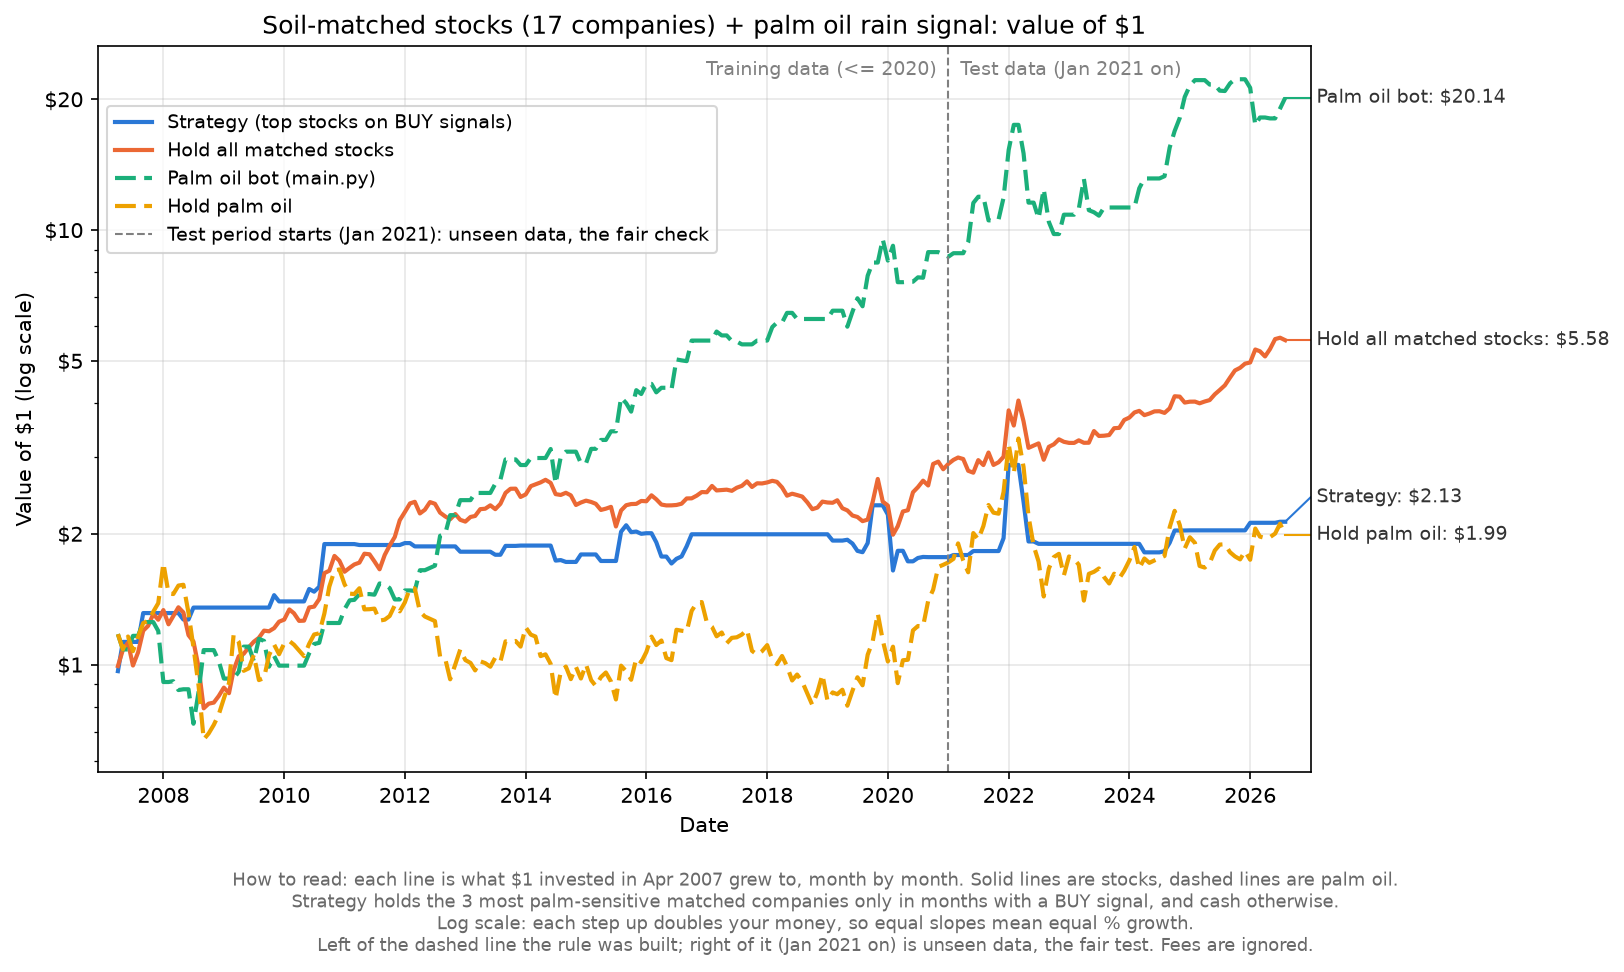 Soil-matched stocks (17 companies) + palm oil rain signal: value of $1
Training data (<= 2020)
Test data (Jan 2021 on)
Strategy (top stocks on BUY signals)
Hold all matched stocks
Palm oil bot (main.py)
Hold palm oil
Test period starts (Jan 2021): unseen data, the fair check
Value of $1 (log scale)
$20
$10
$5
$2
$1
Palm oil bot: $20.14
Hold all matched stocks: $5.58
Strategy: $2.13
Hold palm oil: $1.99
2008
2010
2012
2014
2016
2018
2020
2022
2024
2026
Date
How to read: each line is what $1 invested in Apr 2007 grew to, month by month. Solid lines are stocks, dashed lines are palm oil.
Strategy holds the 3 most palm-sensitive matched companies only in months with a BUY signal, and cash otherwise.
Log scale: each step up doubles your money, so equal slopes mean equal % growth.
Left of the dashed line the rule was built; right of it (Jan 2021 on) is unseen data, the fair test. Fees are ignored.